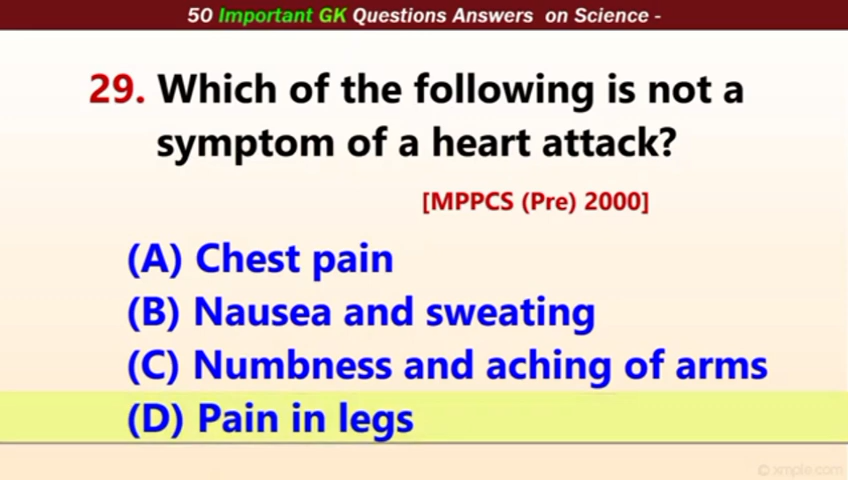 50 Important GK Questions Answers on Science -
29. Which of the following is not a
symptom of a heart attack?
[MPPCS (Pre) 2000]
(A) Chest pain
(B) Nausea and sweating
(C) Numbness and aching of arms
(D) Pain in legs
© xmple.com